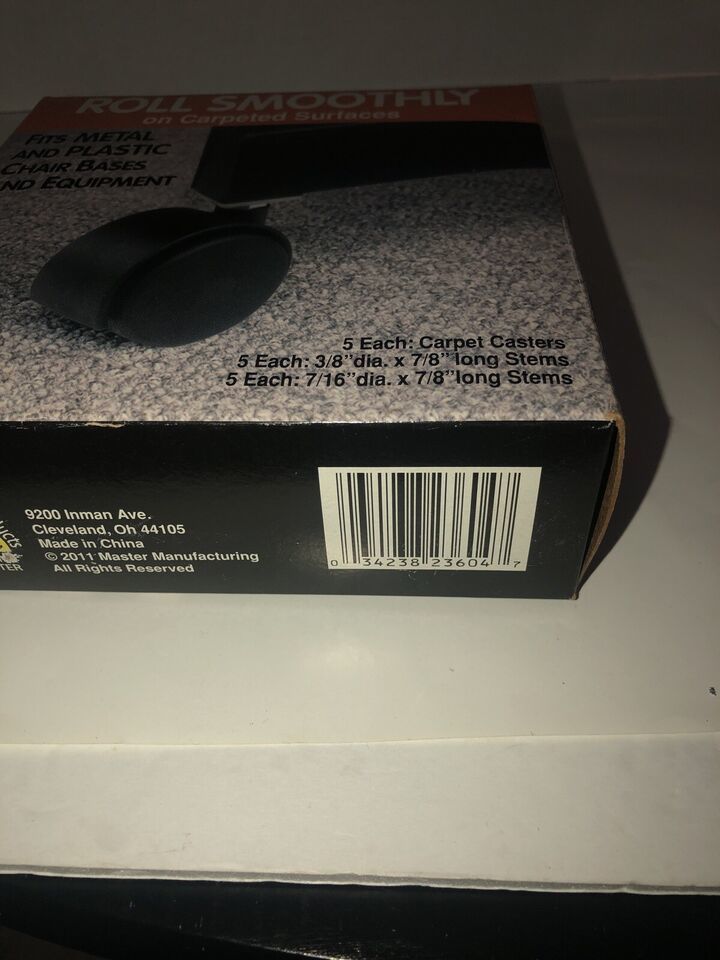 ROLL SMOOTHLY
on Carpeted Surfaces
FITS METAL
AND PLASTIC
CHAIR BASES
ND EQUIPMENT
5 Each: Carpet Casters
5 Each: 3/8"dia. x 7/8" long Stems
5 Each: 7/16"dia. x 7/8"long Stems
9200 Inman Ave.
Cleveland, Oh 44105
Made in China
© 2011 Master Manufacturing
All Rights Reserved
0 34238 23604 7